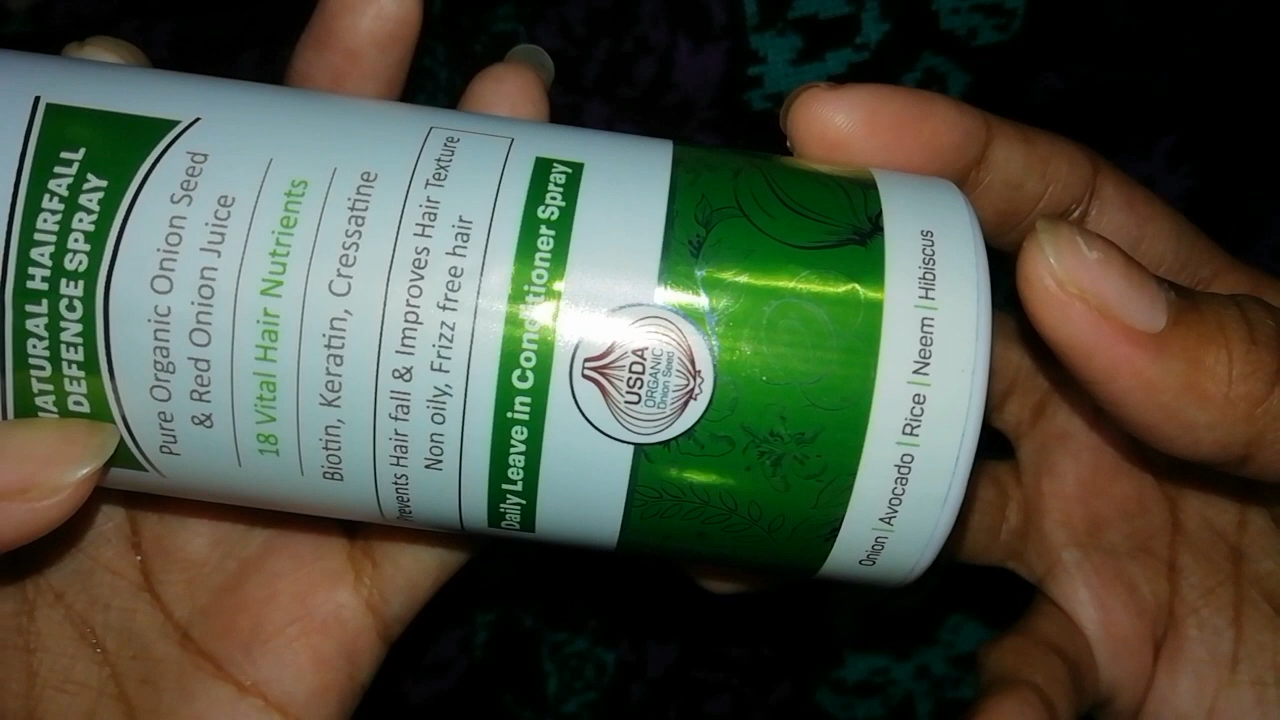 NATURAL HAIRFALL
DEFENCE SPRAY
Pure Organic Onion Seed
& Red Onion Juice
18 Vital Hair Nutrients
Biotin, Keratin, Cressatine
Prevents Hair fall & Improves Hair Texture
Non oily, Frizz free hair
Daily Leave in Conditioner Spray
USDA
ORGANIC
Onion Seed
Onion | Avocado | Rice | Neem | Hibiscus